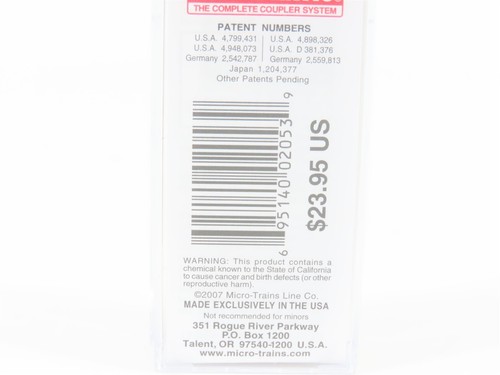 THE COMPLETE COUPLER SYSTEM
PATENT NUMBERS
U.S.A. 4,799,431 U.S.A. 4,898,326
U.S.A. 4,948,073 U.S.A. D 381,376
Germany 2,542,787 Germany 2,559,813
Japan 1,204,377
Other Patents Pending
6 95140 02053 9
$23.95 US
WARNING: This product contains a
chemical known to the State of California
to cause cancer and birth defects (or other
reproductive harm).
©2007 Micro-Trains Line Co.
MADE EXCLUSIVELY IN THE USA
Not recommended for minors
351 Rogue River Parkway
P.O. Box 1200
Talent, OR 97540-1200 U.S.A.
www.micro-trains.com